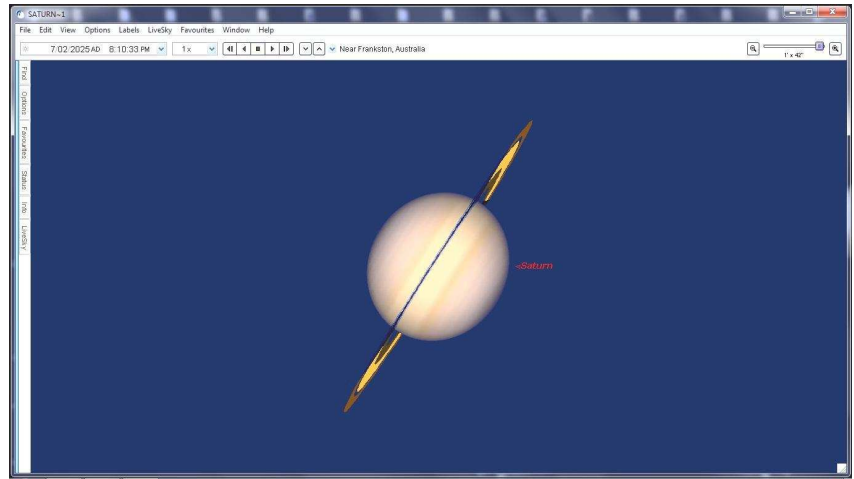 SATURN~1
File Edit View Options Labels LiveSky Favourites Window Help
7/02/2025 AD 8:10:33 PM 1 x Near Frankston, Australia
1' x 42"
Find
Options
Favourites
Status
Info
LiveSky
Saturn